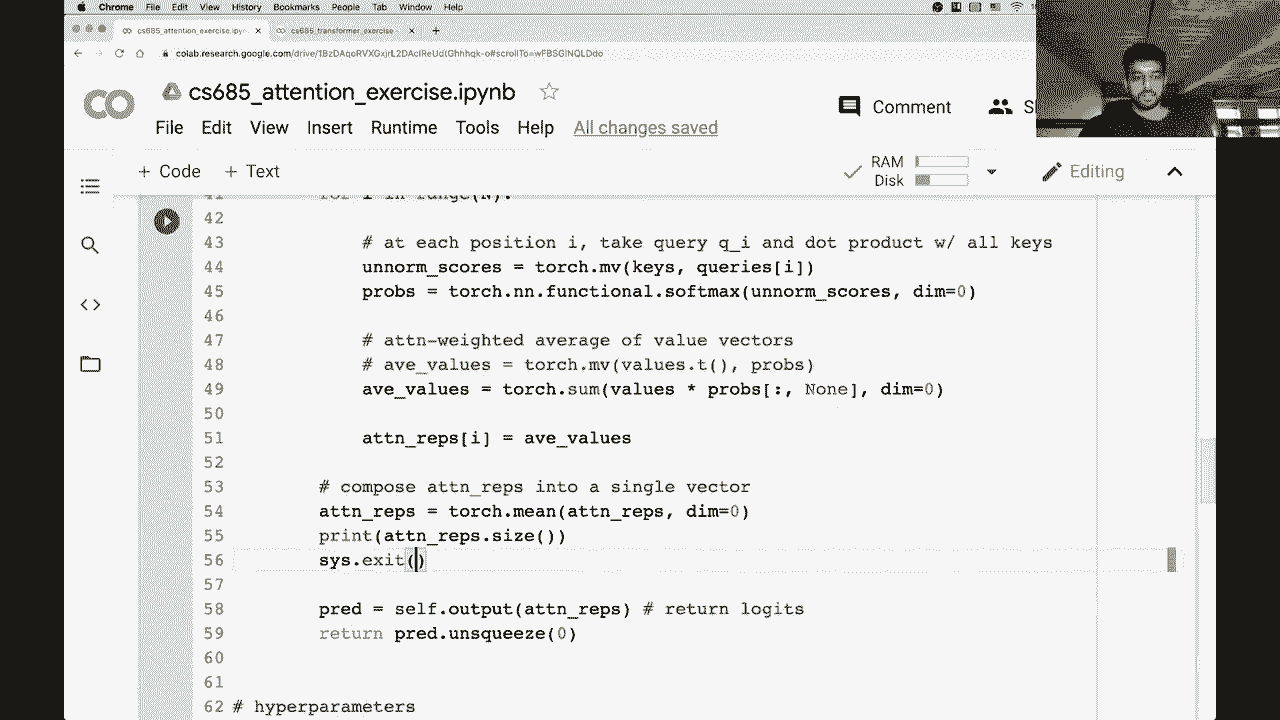 Chrome File Edit View History Bookmarks People Tab Window Help
cs685_attention_exercise.ipyn
cs685_transformer_exercise
colab.research.google.com/drive/
cs685_attention_exercise.ipynb
Comment
File Edit View Insert Runtime Tools Help All changes saved
+ Code + Text
RAM
Disk
Editing
41 for i in range(N):
42
43 # at each position i, take query q_i and dot product w/ all keys
44 unnorm_scores = torch.mv(keys, queries[i])
45 probs = torch.nn.functional.softmax(unnorm_scores, dim=0)
46
47 # attn-weighted average of value vectors
48 # ave_values = torch.mv(values.t(), probs)
49 ave_values = torch.sum(values * probs[:, None], dim=0)
50
51 attn_reps[i] = ave_values
52
53 # compose attn_reps into a single vector
54 attn_reps = torch.mean(attn_reps, dim=0)
55 print(attn_reps.size())
56 sys.exit()
57
58 pred = self.output(attn_reps) # return logits
59 return pred.unsqueeze(0)
60
61
62 # hyperparameters